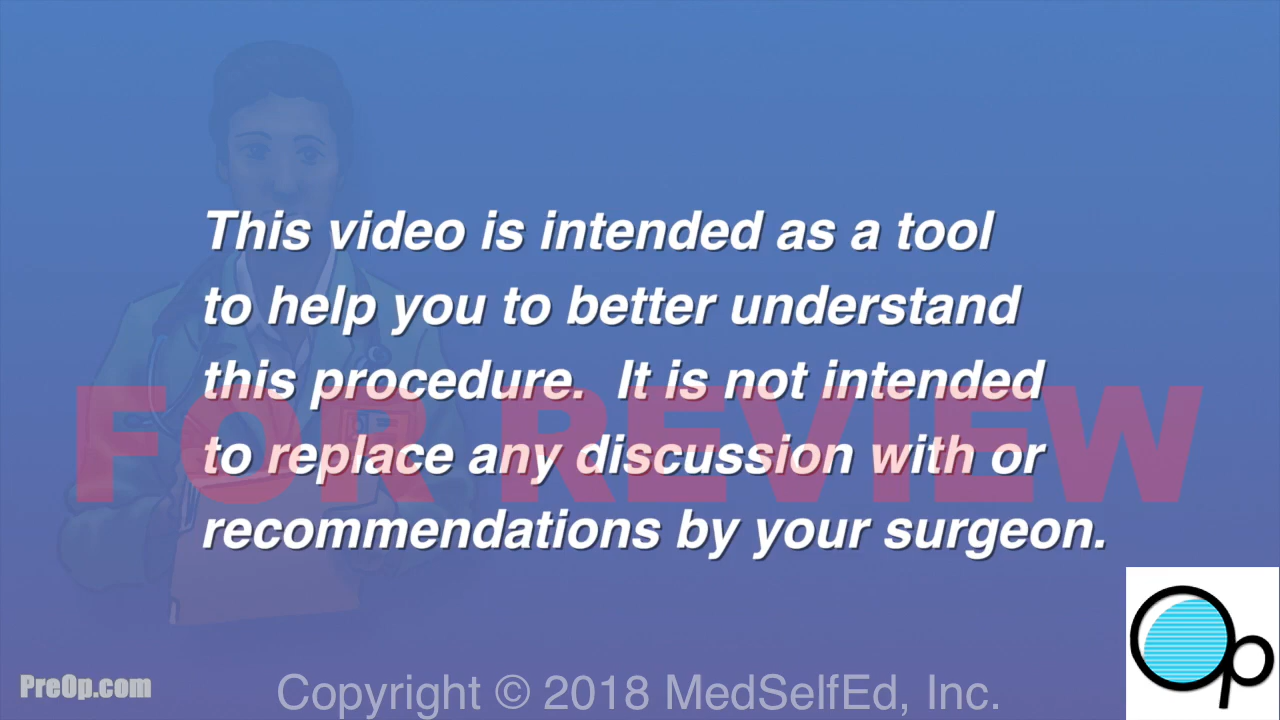 This video is intended as a tool
to help you to better understand
this procedure.  It is not intended
FOR REVIEW
to replace any discussion with or
recommendations by your surgeon.
Op
PreOp.com
Copyright © 2018 MedSelfEd, Inc.